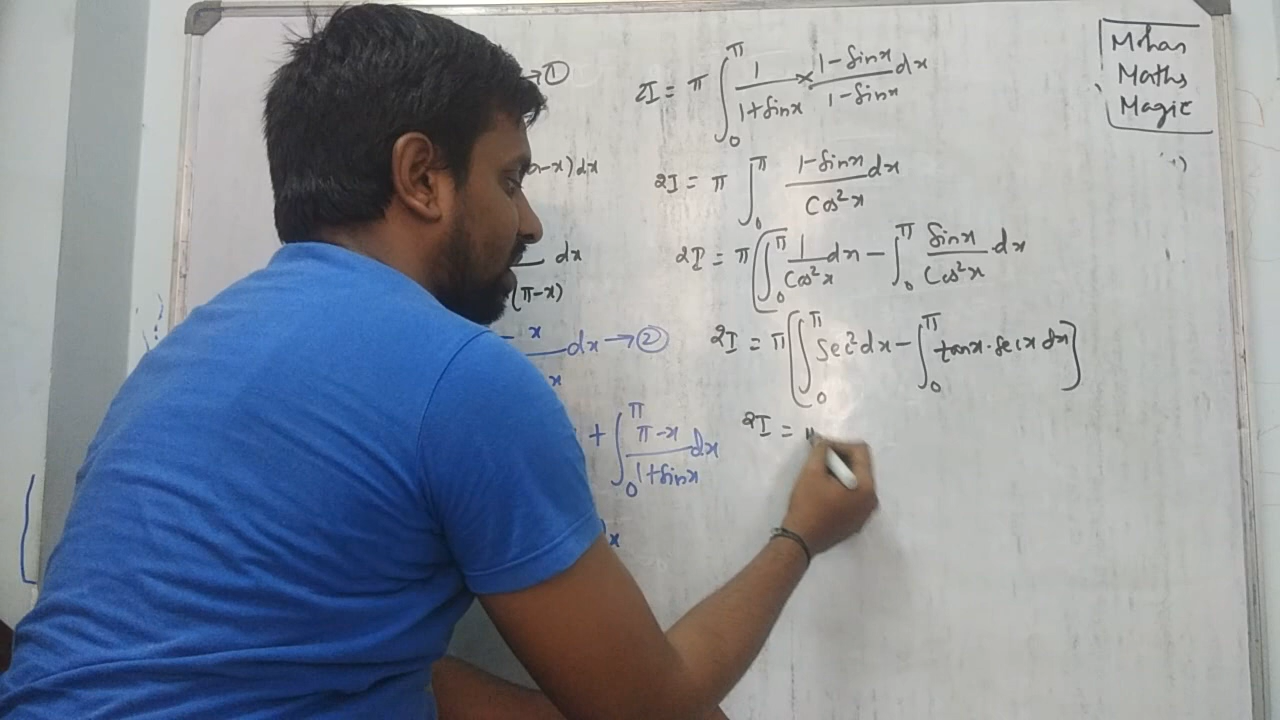 →①
a-x)dx
dx
(π-x)
- x dx →②
x
+ ∫₀^π π-x / 1+Sinx dx
x
2I = π ∫₀^π 1 / 1+Sinx × 1-Sinx / 1-Sinx dx
2I = π ∫₀^π 1-Sinx / Cos²x dx
2I = π [∫₀^π 1 / Cos²x dx - ∫₀^π Sinx / Cos²x dx
2I = π [∫₀^π Sec² dx - ∫₀^π tanx·Secx dx]
2I =
Mohan
Maths
Magic